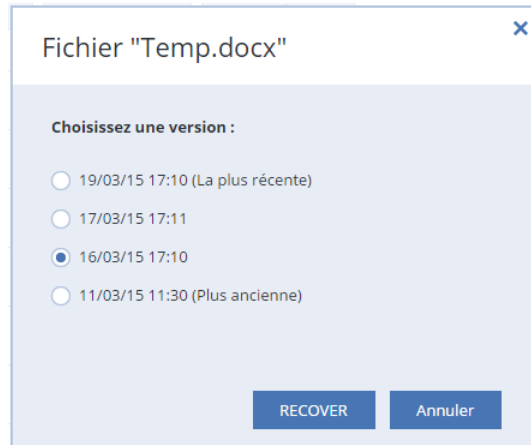 Fichier "Temp.docx"
Choisissez une version :
19/03/15 17:10 (La plus récente)
17/03/15 17:11
16/03/15 17:10
11/03/15 11:30 (Plus ancienne)
RECOVER Annuler